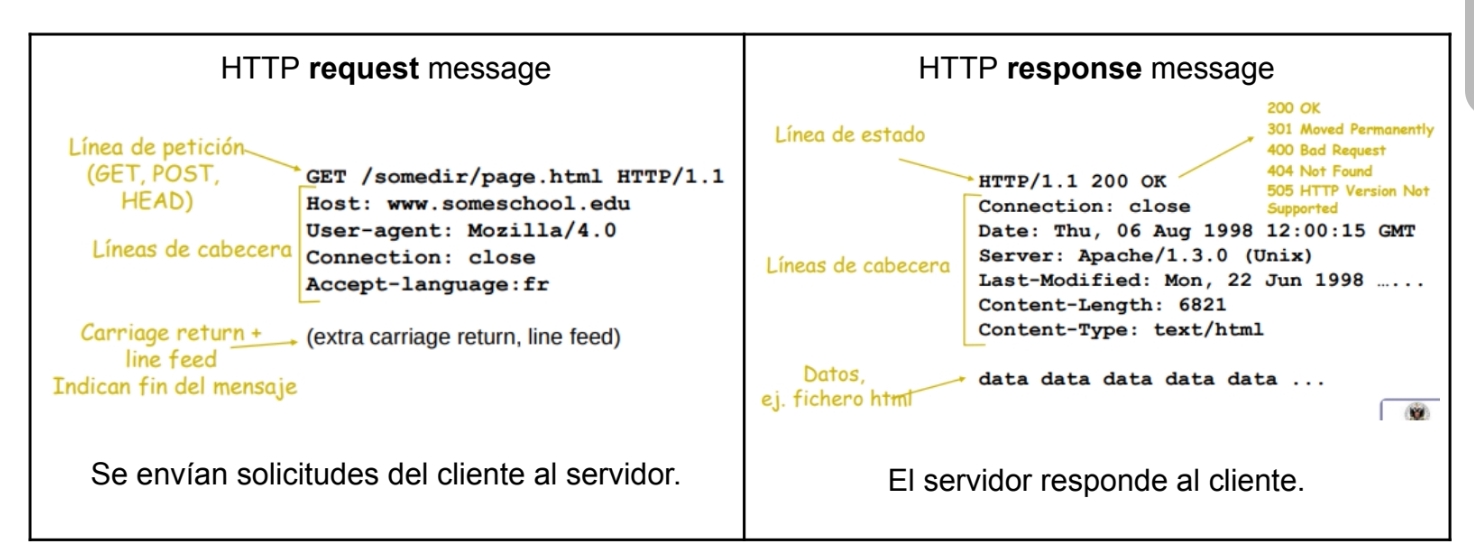 HTTP request message
Línea de petición
(GET, POST,
HEAD)
GET /somedir/page.html HTTP/1.1
Host: www.someschool.edu
User-agent: Mozilla/4.0
Connection: close
Accept-language:fr
Líneas de cabecera
Carriage return +
line feed
Indican fin del mensaje
(extra carriage return, line feed)
Se envían solicitudes del cliente al servidor.
HTTP response message
Línea de estado
200 OK
301 Moved Permanently
400 Bad Request
404 Not Found
505 HTTP Version Not
Supported
HTTP/1.1 200 OK
Connection: close
Date: Thu, 06 Aug 1998 12:00:15 GMT
Server: Apache/1.3.0 (Unix)
Last-Modified: Mon, 22 Jun 1998 …...
Content-Length: 6821
Content-Type: text/html
Líneas de cabecera
Datos,
ej. fichero html
data data data data data ...
El servidor responde al cliente.